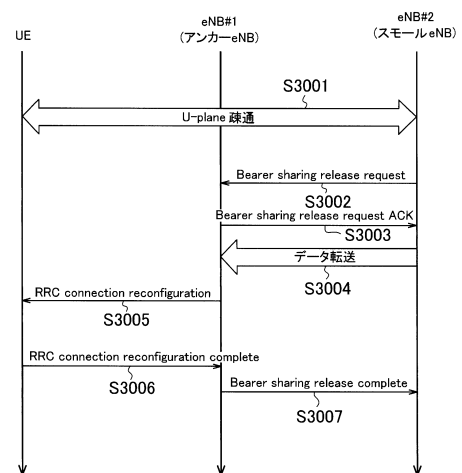 UE
eNB#1
(アンカーeNB)
eNB#2
(スモールeNB)
S3001
U-plane 疎通
Bearer sharing release request
S3002
Bearer sharing release request ACK
S3003
データ転送
S3004
RRC connection reconfiguration
S3005
RRC connection reconfiguration complete
S3006
Bearer sharing release complete
S3007